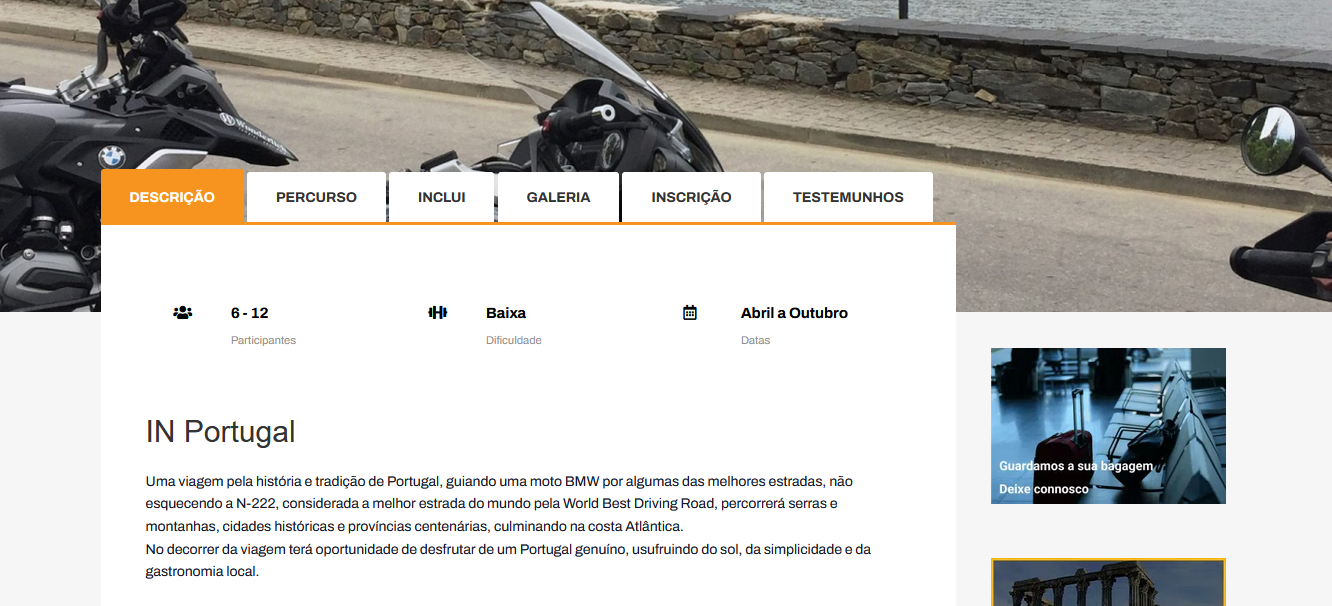 Wunderlich
BMW
DESCRIÇÃO
PERCURSO
INCLUI
GALERIA
INSCRIÇÃO
TESTEMUNHOS
6 - 12
Participantes
Baixa
Dificuldade
Abril a Outubro
Datas
IN Portugal
Uma viagem pela história e tradição de Portugal, guiando uma moto BMW por algumas das melhores estradas, não
esquecendo a N-222, considerada a melhor estrada do mundo pela World Best Driving Road, percorrerá serras e
montanhas, cidades históricas e províncias centenárias, culminando na costa Atlântica.
No decorrer da viagem terá oportunidade de desfrutar de um Portugal genuíno, usufruindo do sol, da simplicidade e da
gastronomia local.
Guardamos a sua bagagem
Deixe connosco